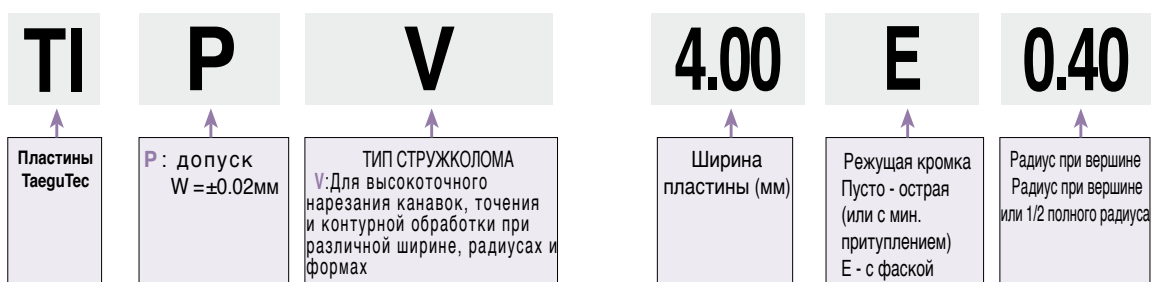 TI P V 4.00 E 0.40
Пластины
TaeguTec
P : допуск
W =±0.02мм
ТИП СТРУЖКОЛОМА
V:Для высокоточного
нарезания канавок, точения
и контурной обработки при
различной ширине, радиусах и
формах
Ширина
пластины (мм)
Режущая кромка
Пусто - острая
(или с мин.
притуплением)
Е - с фаской
Радиус при вершине
Радиус при вершине
или 1/2 полного радиуса